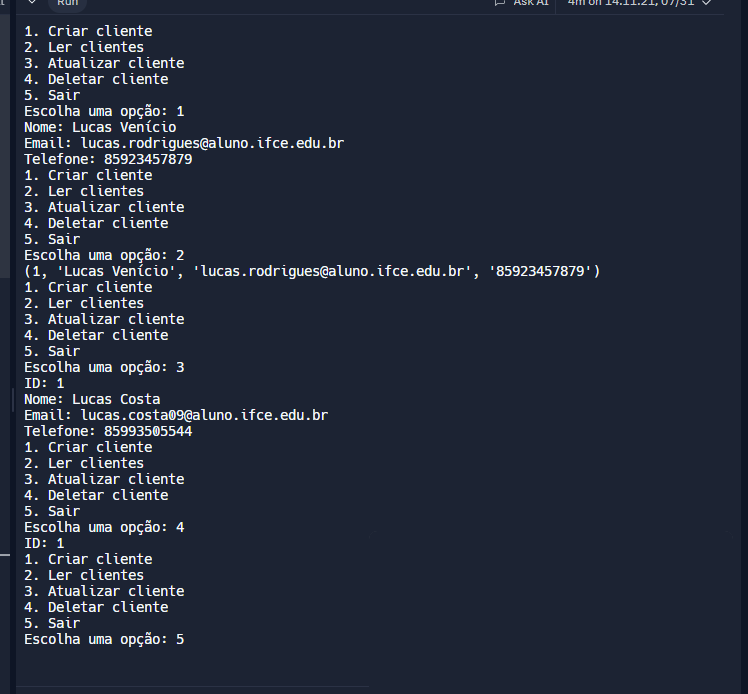 Run Ask AI 4m on 14:11:21, 07/31
1. Criar cliente
2. Ler clientes
3. Atualizar cliente
4. Deletar cliente
5. Sair
Escolha uma opção: 1
Nome: Lucas Venício
Email: lucas.rodrigues@aluno.ifce.edu.br
Telefone: 85923457879
1. Criar cliente
2. Ler clientes
3. Atualizar cliente
4. Deletar cliente
5. Sair
Escolha uma opção: 2
(1, 'Lucas Venício', 'lucas.rodrigues@aluno.ifce.edu.br', '85923457879')
1. Criar cliente
2. Ler clientes
3. Atualizar cliente
4. Deletar cliente
5. Sair
Escolha uma opção: 3
ID: 1
Nome: Lucas Costa
Email: lucas.costa09@aluno.ifce.edu.br
Telefone: 85993505544
1. Criar cliente
2. Ler clientes
3. Atualizar cliente
4. Deletar cliente
5. Sair
Escolha uma opção: 4
ID: 1
1. Criar cliente
2. Ler clientes
3. Atualizar cliente
4. Deletar cliente
5. Sair
Escolha uma opção: 5